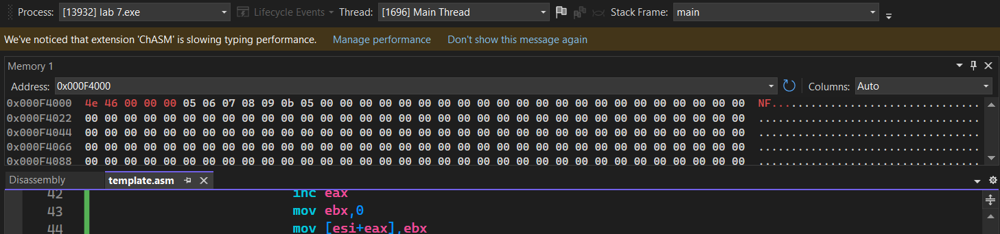 Process: [13932] lab 7.exe Lifecycle Events Thread: [1696] Main Thread Stack Frame: main
We've noticed that extension 'ChASM' is slowing typing performance. Manage performance Don't show this message again
Memory 1
Address: 0x000F4000 Columns: Auto
0x000F4000 4e 46 00 00 00 05 06 07 08 09 0b 05 00 00 00 00 00 00 00 00 00 00 00 00 00 00 00 00 00 00 00 00 00 00 NF................................
0x000F4022 00 00 00 00 00 00 00 00 00 00 00 00 00 00 00 00 00 00 00 00 00 00 00 00 00 00 00 00 00 00 00 00 00 00 ..................................
0x000F4044 00 00 00 00 00 00 00 00 00 00 00 00 00 00 00 00 00 00 00 00 00 00 00 00 00 00 00 00 00 00 00 00 00 00 ..................................
0x000F4066 00 00 00 00 00 00 00 00 00 00 00 00 00 00 00 00 00 00 00 00 00 00 00 00 00 00 00 00 00 00 00 00 00 00 ..................................
0x000F4088 00 00 00 00 00 00 00 00 00 00 00 00 00 00 00 00 00 00 00 00 00 00 00 00 00 00 00 00 00 00 00 00 00 00 ..................................
Disassembly template.asm
42 inc eax
43 mov ebx,0
44 mov [esi+eax],ebx